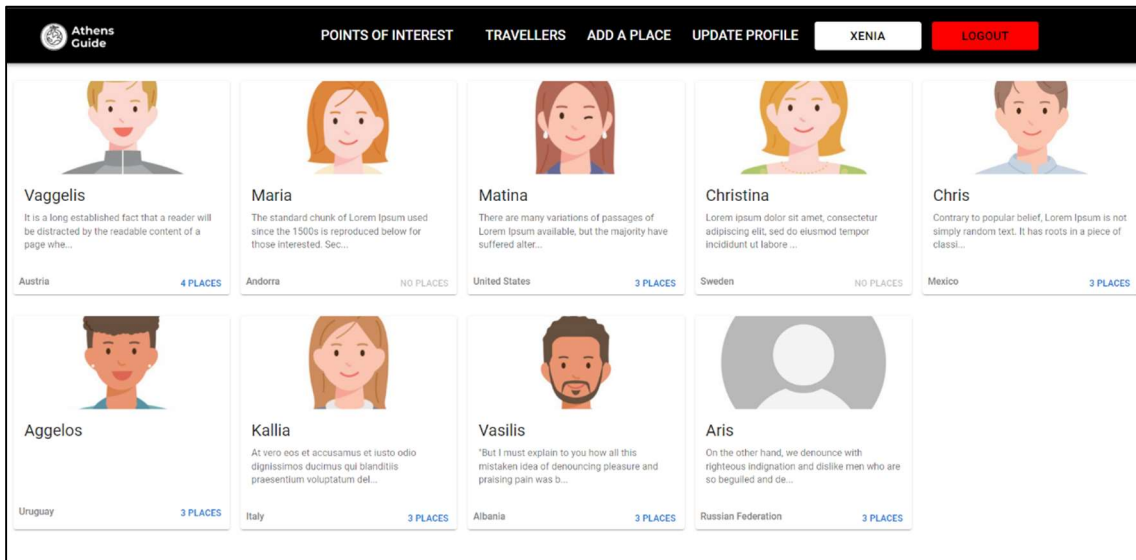 Athens
Guide
POINTS OF INTEREST
TRAVELLERS
ADD A PLACE
UPDATE PROFILE
XENIA
LOGOUT
Vaggelis
It is a long established fact that a reader will
be distracted by the readable content of a
page whe...
Austria
4 PLACES
Maria
The standard chunk of Lorem Ipsum used
since the 1500s is reproduced below for
those interested. Sec...
Andorra
NO PLACES
Matina
There are many variations of passages of
Lorem Ipsum available, but the majority have
suffered alter...
United States
3 PLACES
Christina
Lorem ipsum dolor sit amet, consectetur
adipiscing elit, sed do eiusmod tempor
incididunt ut labore ...
Sweden
NO PLACES
Chris
Contrary to popular belief, Lorem Ipsum is not
simply random text. It has roots in a piece of
classi...
Mexico
3 PLACES
Aggelos
Uruguay
3 PLACES
Kallia
At vero eos et accusamus et iusto odio
dignissimos ducimus qui blanditiis
praesentium voluptatum del...
Italy
3 PLACES
Vasilis
"But I must explain to you how all this
mistaken idea of denouncing pleasure and
praising pain was b...
Albania
3 PLACES
Aris
On the other hand, we denounce with
righteous indignation and dislike men who are
so beguiled and de...
Russian Federation
3 PLACES